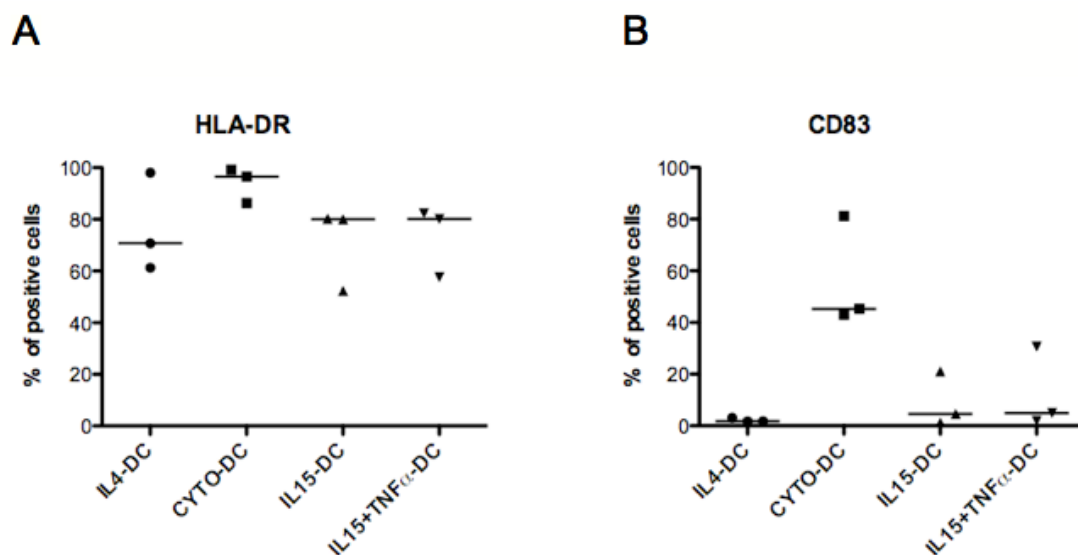 A
HLA-DR
% of positive cells
100
80
60
40
20
0
IL4-DC
CYTO-DC
IL15-DC
IL15+TNFα-DC
B
CD83
% of positive cells
100
80
60
40
20
0
IL4-DC
CYTO-DC
IL15-DC
IL15+TNFα-DC